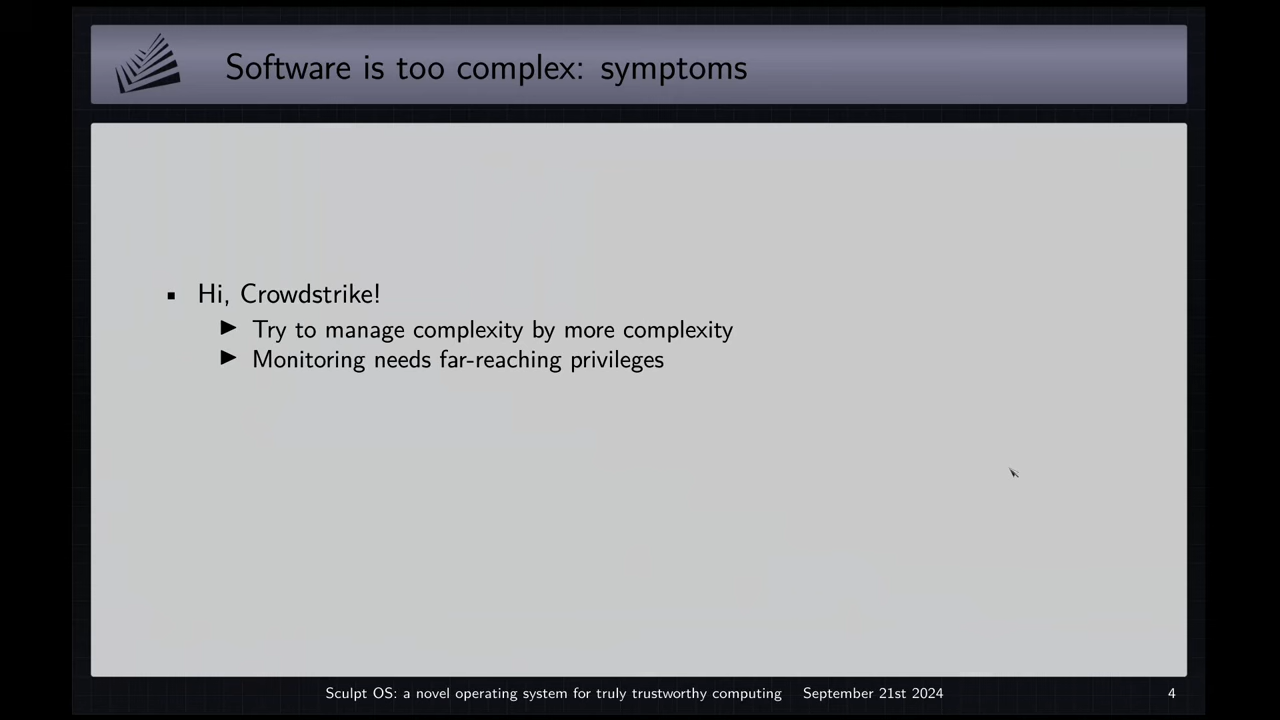 Software is too complex: symptoms
▪ Hi, Crowdstrike!
▶ Try to manage complexity by more complexity
▶ Monitoring needs far-reaching privileges
Sculpt OS: a novel operating system for truly trustworthy computing September 21st 2024 4